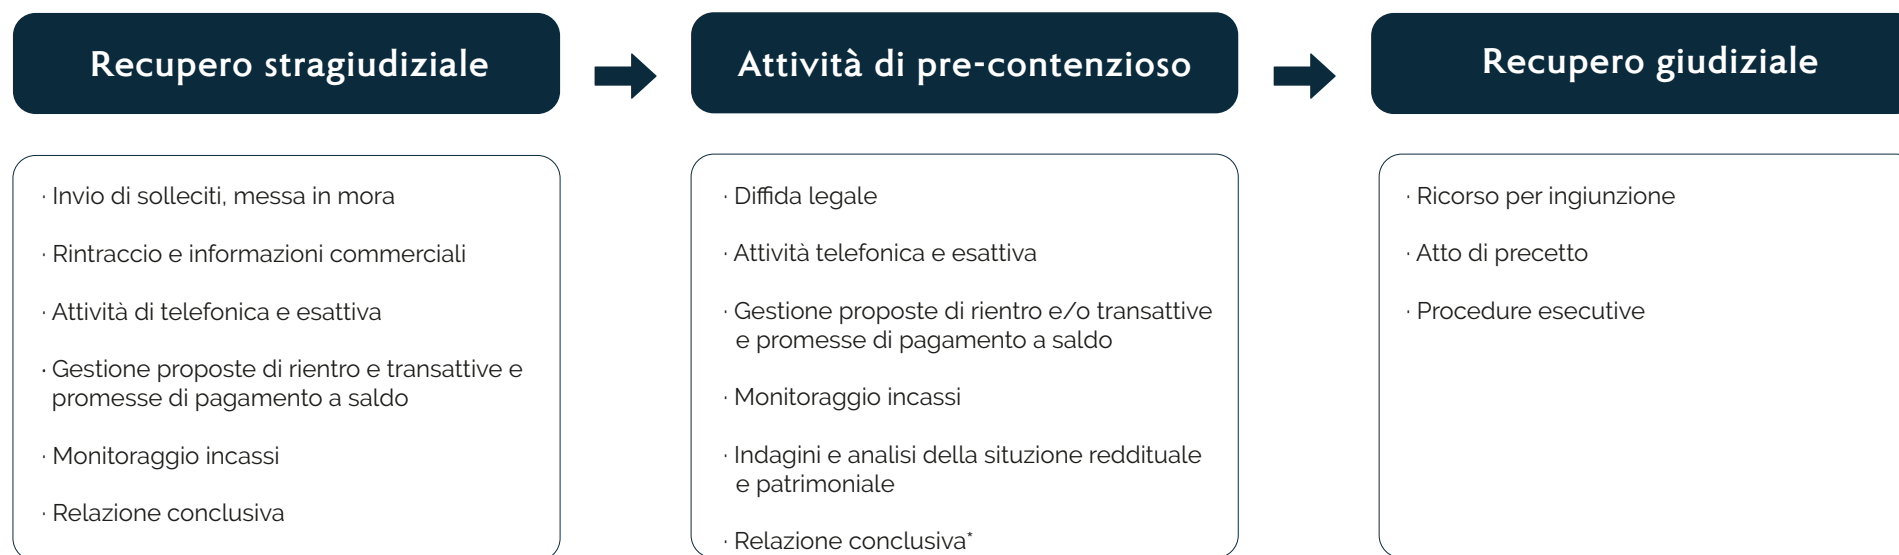 Recupero stragiudiziale
· Invio di solleciti, messa in mora
· Rintraccio e informazioni commerciali
· Attività di telefonica e esattiva
· Gestione proposte di rientro e transattive e
promesse di pagamento a saldo
· Monitoraggio incassi
· Relazione conclusiva
Attività di pre-contenzioso
· Diffida legale
· Attività telefonica e esattiva
· Gestione proposte di rientro e/o transattive
e promesse di pagamento a saldo
· Monitoraggio incassi
· Indagini e analisi della situzione reddituale
e patrimoniale
· Relazione conclusiva*
Recupero giudiziale
· Ricorso per ingiunzione
· Atto di precetto
· Procedure esecutive